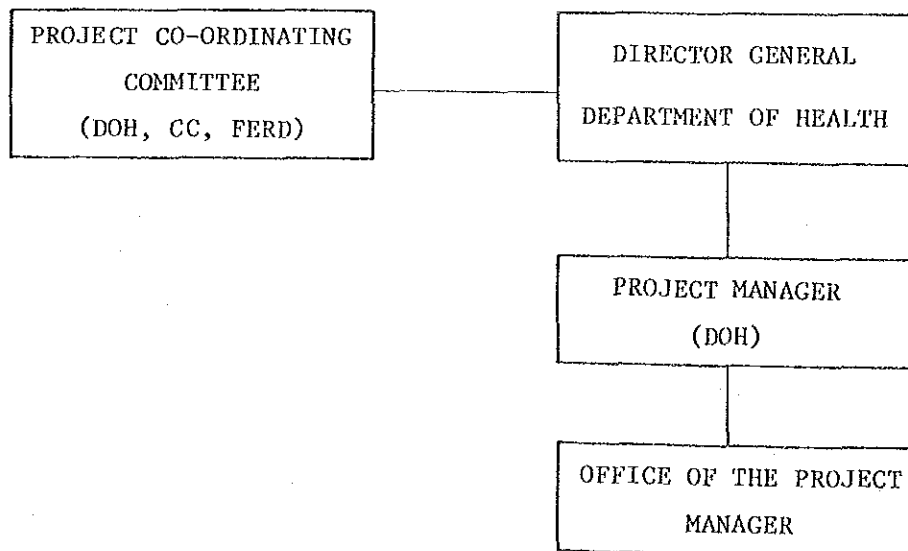 PROJECT CO-ORDINATING
COMMITTEE
(DOH, CC, FERD)
DIRECTOR GENERAL
DEPARTMENT OF HEALTH
PROJECT MANAGER
(DOH)
OFFICE OF THE PROJECT
MANAGER